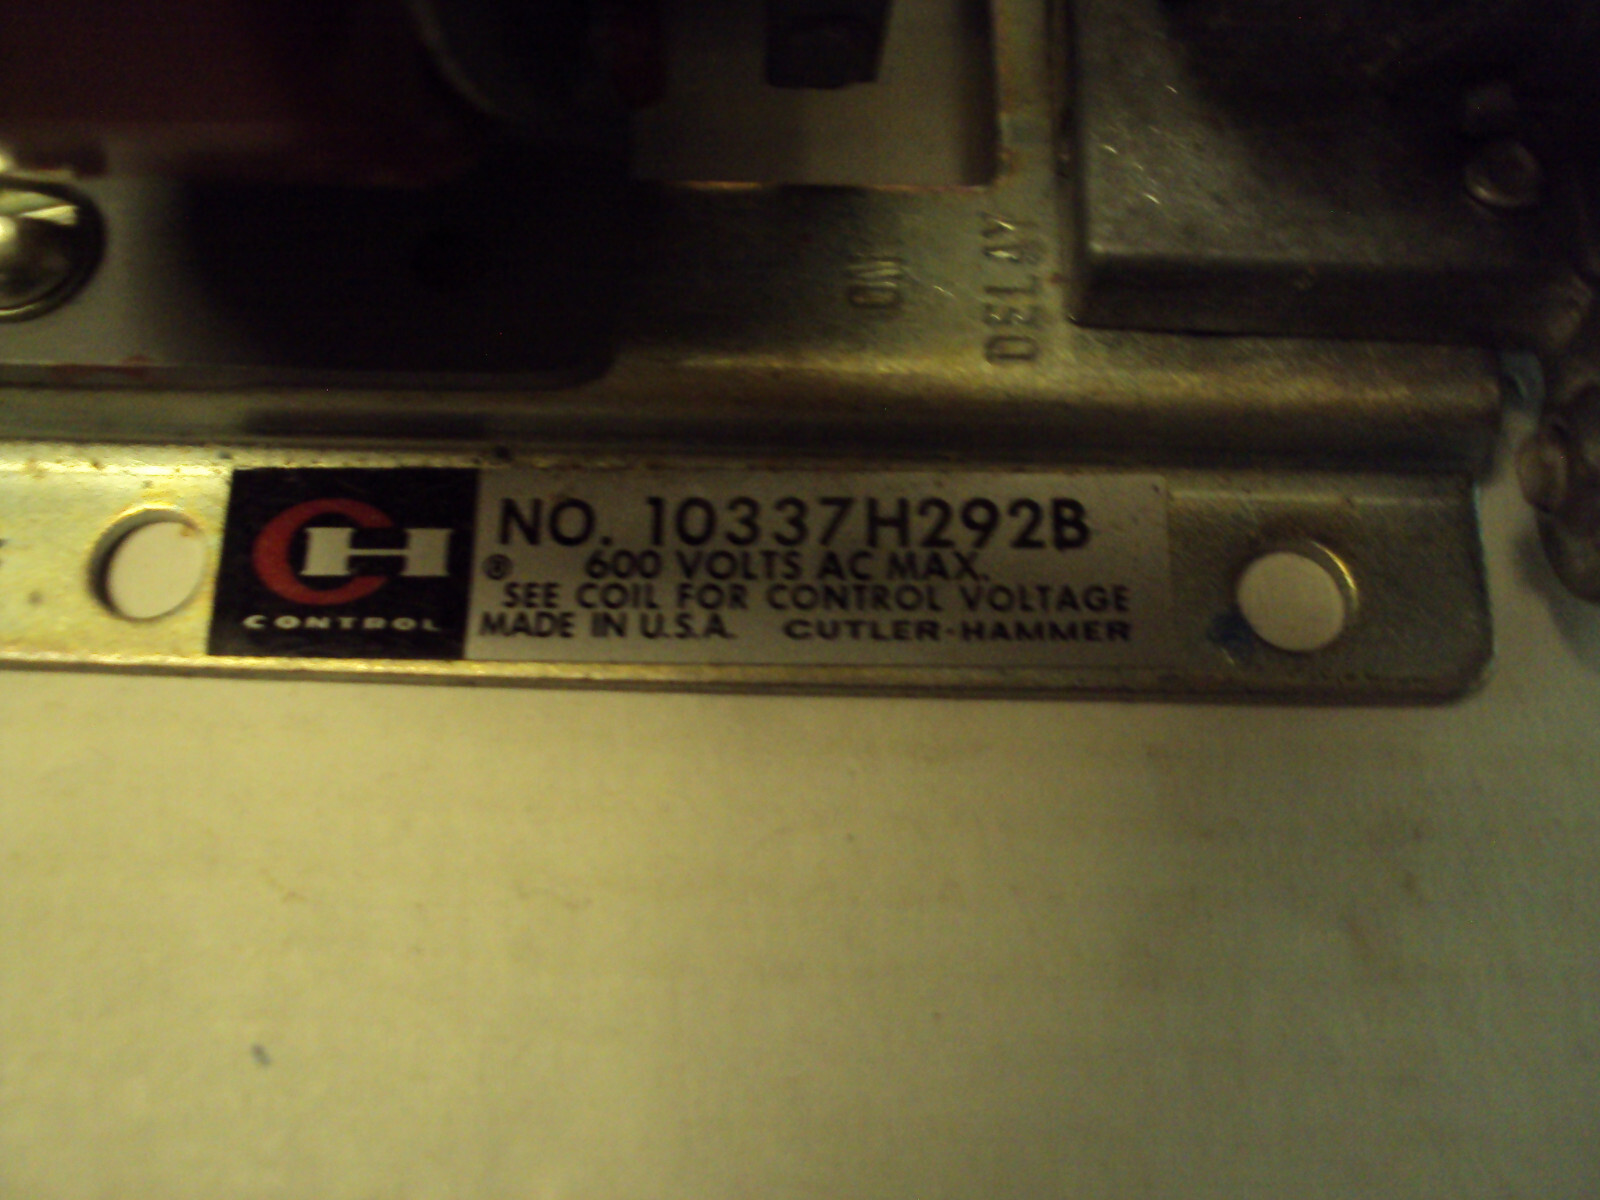 ON
DELAY
CH
CONTROL
NO. 10337H292B
® 600 VOLTS AC MAX.
SEE COIL FOR CONTROL VOLTAGE
MADE IN U.S.A. CUTLER-HAMMER